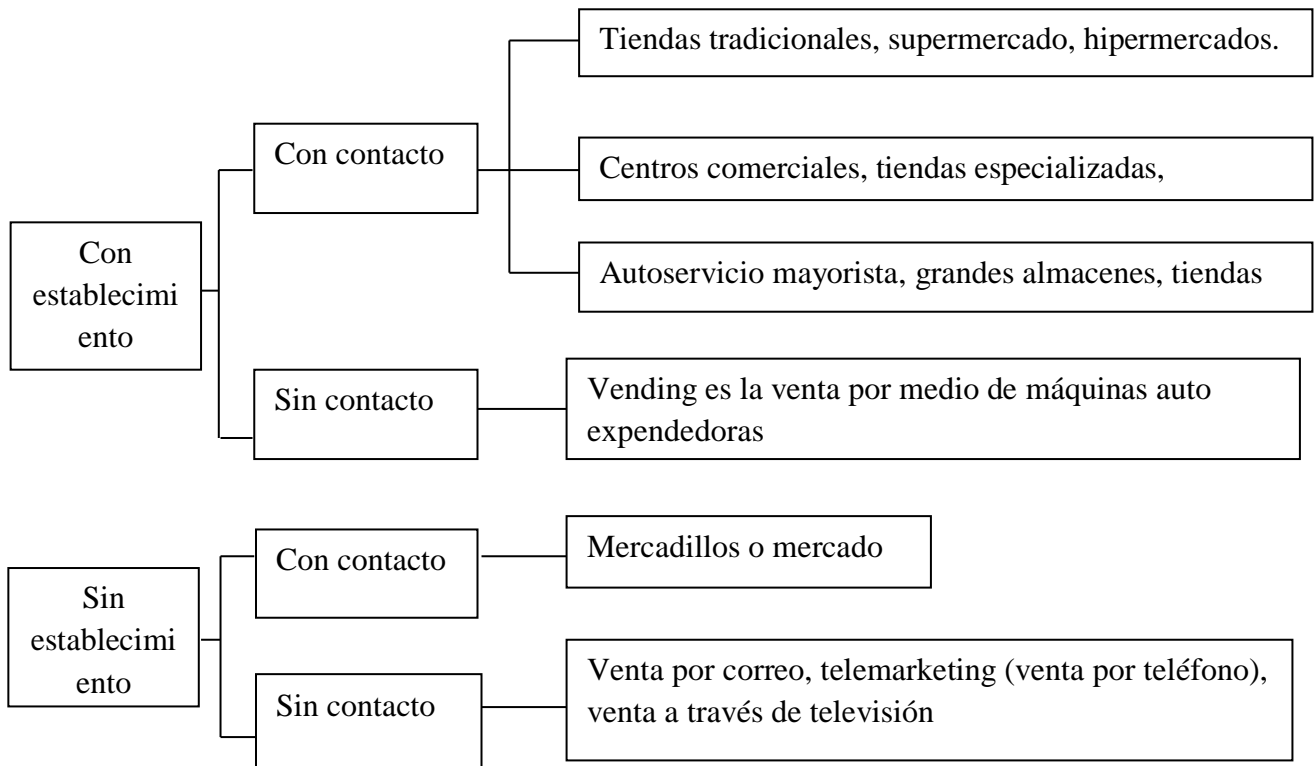 Con
establecimi
ento
Con contacto
Tiendas tradicionales, supermercado, hipermercados.
Centros comerciales, tiendas especializadas,
Autoservicio mayorista, grandes almacenes, tiendas
Sin contacto
Vending es la venta por medio de máquinas auto
expendedoras
Sin
establecimi
ento
Con contacto
Mercadillos o mercado
Sin contacto
Venta por correo, telemarketing (venta por teléfono),
venta a través de televisión